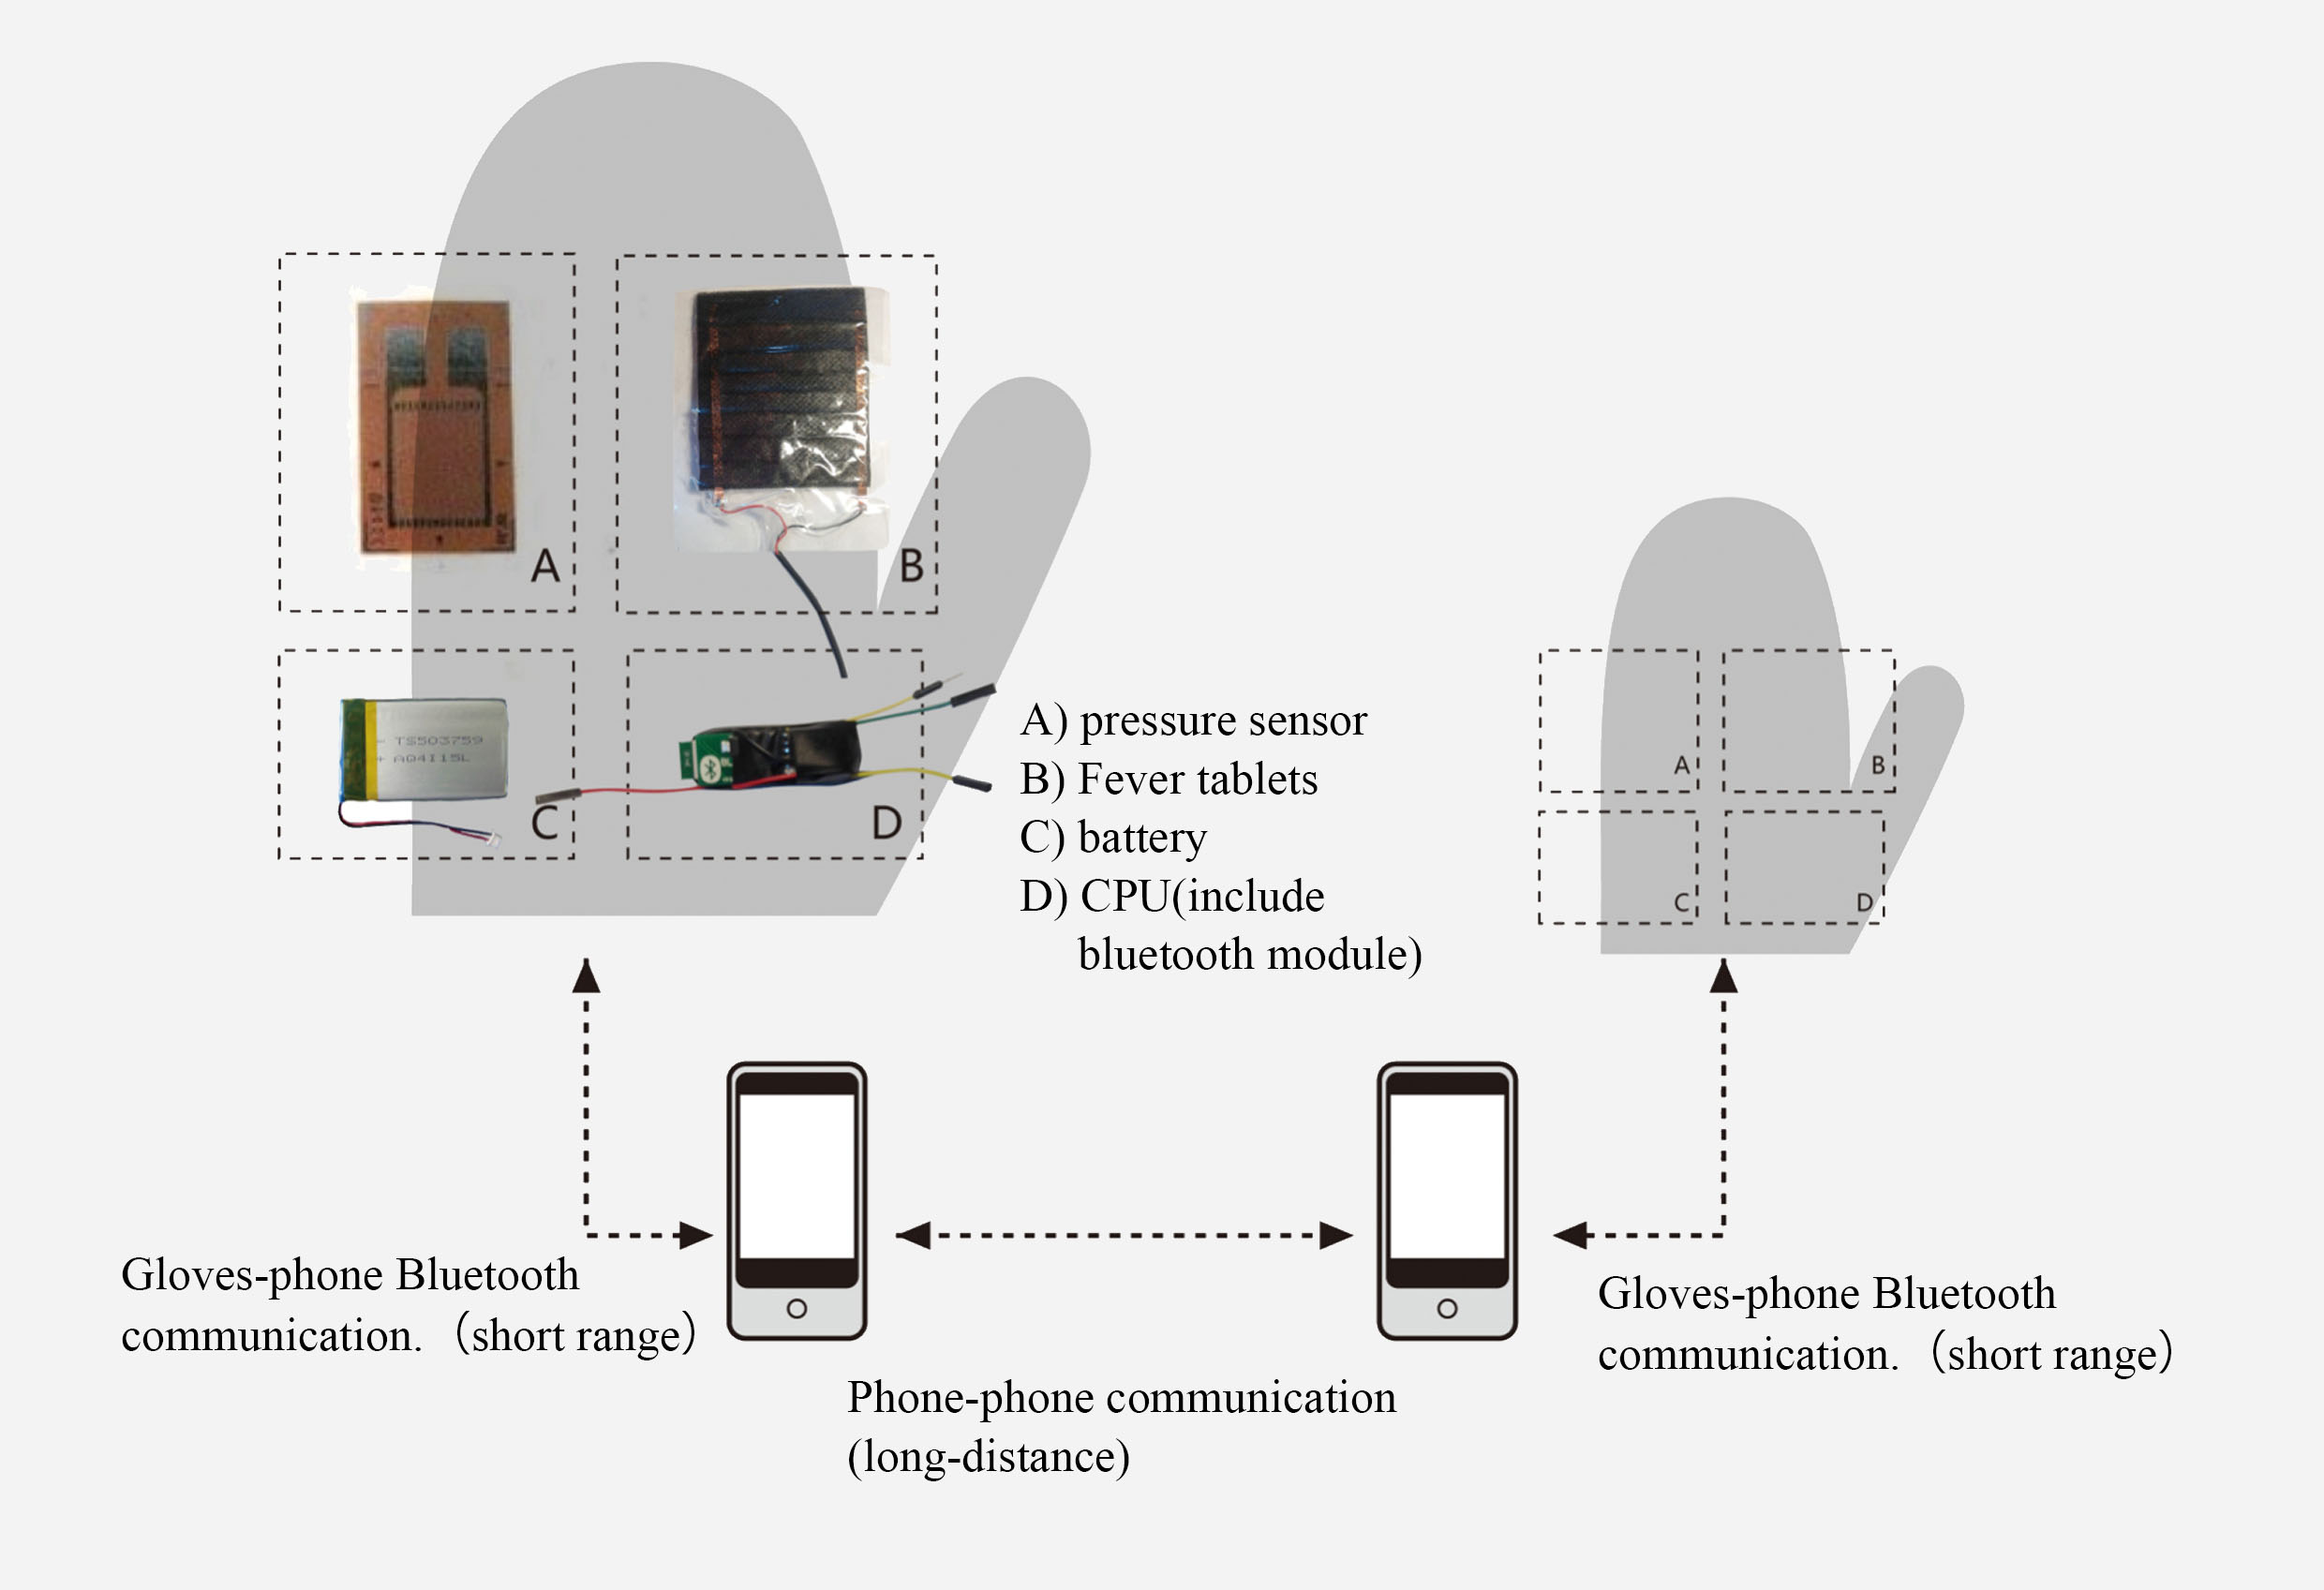 A
B
- TS503759
+ A04115L
C
D
A) pressure sensor
B) Fever tablets
C) battery
D) CPU(include
bluetooth module)
A
B
C
D
Gloves-phone Bluetooth
communication.（short range）
Phone-phone communication
(long-distance)
Gloves-phone Bluetooth
communication.（short range）